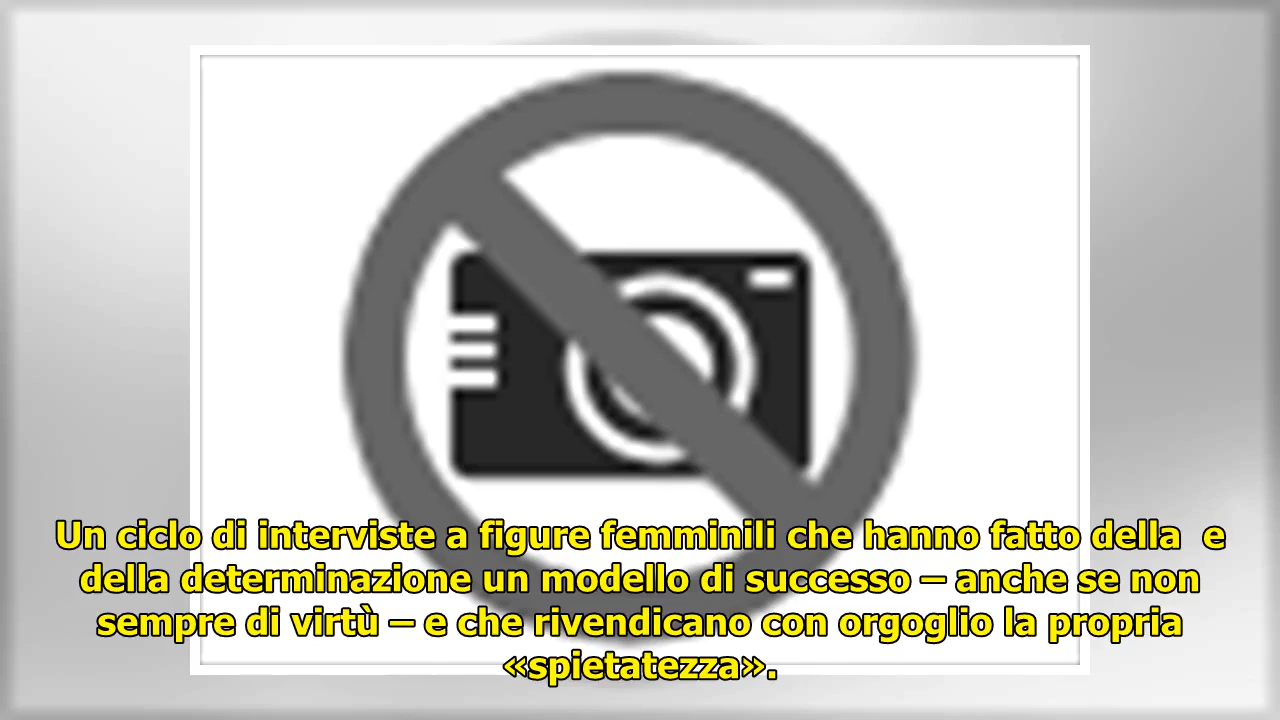 Un ciclo di interviste a figure femminili che hanno fatto della  e
della determinazione un modello di successo – anche se non
sempre di virtù – e che rivendicano con orgoglio la propria
«spietatezza».